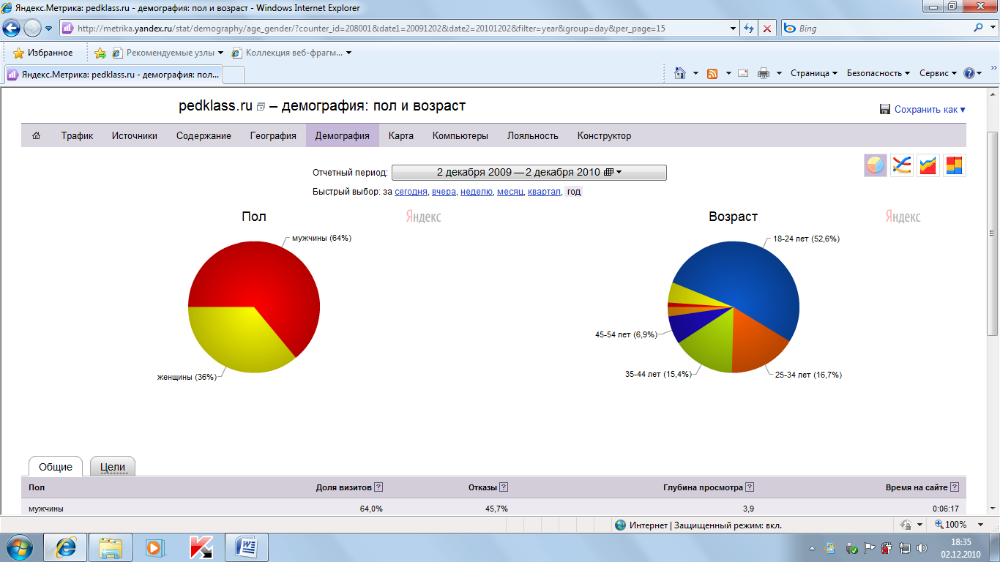 Яндекс.Метрика: pedklass.ru - демография: пол и возраст - Windows Internet Explorer
http://metrika.yandex.ru/stat/demography/age_gender/?counter_id=208001&date1=20091202&date2=20101202&filter=year&group=day&per_page=15
Bing
Избранное
Рекомендуемые узлы
Коллекция веб-фрагм...
Яндекс.Метрика: pedklass.ru - демография: пол...
Страница
Безопасность
Сервис
pedklass.ru – демография: пол и возраст
Сохранить как
Трафик Источники Содержание География Демография Карта Компьютеры Лояльность Конструктор
Отчетный период: 2 декабря 2009 — 2 декабря 2010
Быстрый выбор: за сегодня, вчера, неделю, месяц, квартал, год
Пол
Яндекс
мужчины (64%)
женщины (36%)
Возраст
Яндекс
18-24 лет (52,6%)
45-54 лет (6,9%)
35-44 лет (15,4%)
25-34 лет (16,7%)
Общие Цели
Пол Доля визитов ? Отказы ? Глубина просмотра ? Время на сайте ?
мужчины 64,0% 45,7% 3,9 0:06:17
Интернет | Защищенный режим: вкл.
100%
18:35
02.12.2010